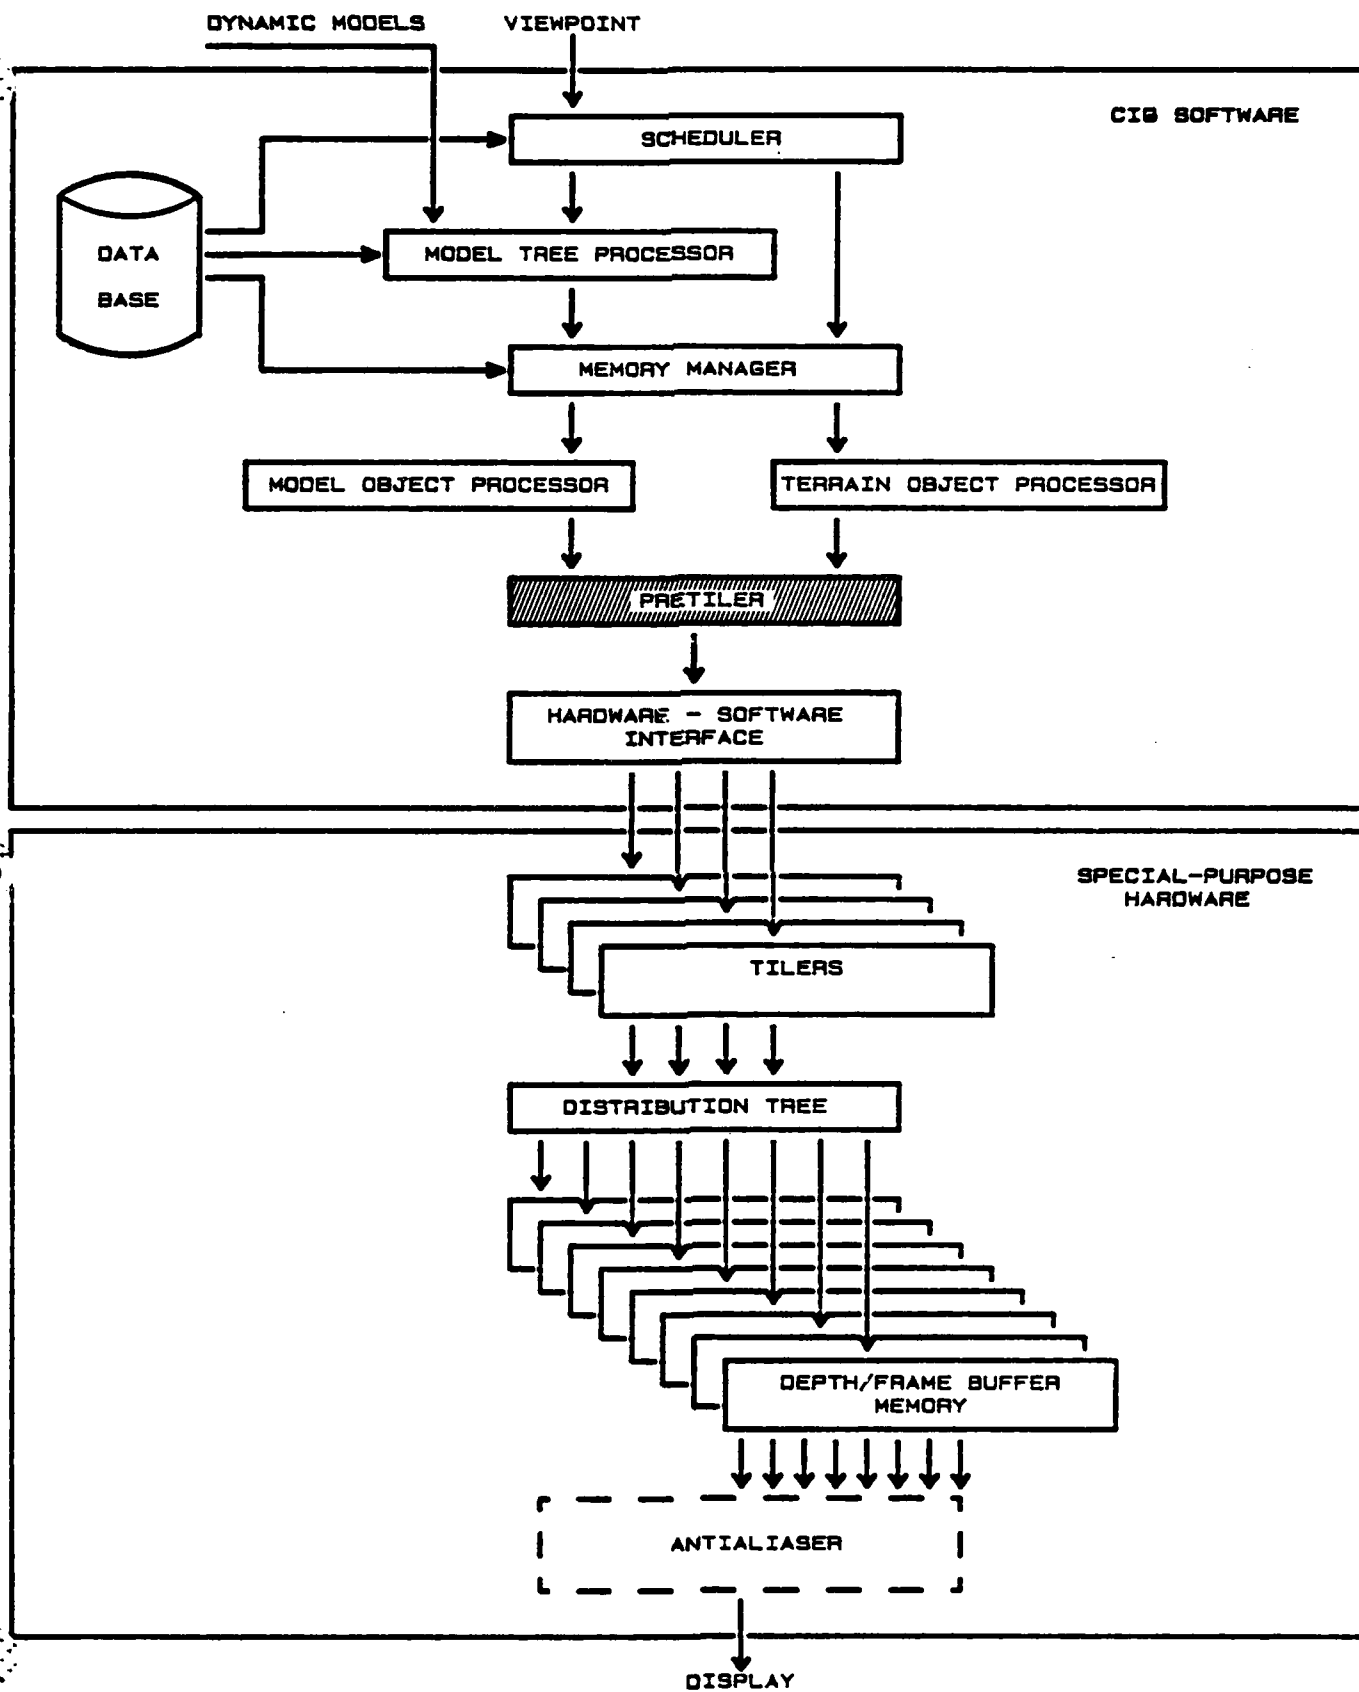 DYNAMIC MODELS
VIEWPOINT
CIG SOFTWARE
SCHEDULER
DATA
BASE
MODEL TREE PROCESSOR
MEMORY MANAGER
MODEL OBJECT PROCESSOR
TERRAIN OBJECT PROCESSOR
PRETILER
HARDWARE - SOFTWARE
INTERFACE
SPECIAL-PURPOSE
HARDWARE
TILERS
DISTRIBUTION TREE
DEPTH/FRAME BUFFER
MEMORY
ANTIALIASER
DISPLAY